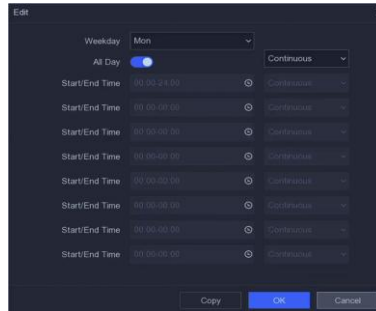 Edit
Weekday Mon
All Day Continuous
Start/End Time 00:00-24:00 Continuous
Start/End Time 00:00-00:00 Continuous
Start/End Time 00:00-00:00 Continuous
Start/End Time 00:00-00:00 Continuous
Start/End Time 00:00-00:00 Continuous
Start/End Time 00:00-00:00 Continuous
Start/End Time 00:00-00:00 Continuous
Start/End Time 00:00-00:00 Continuous
Copy OK Cancel